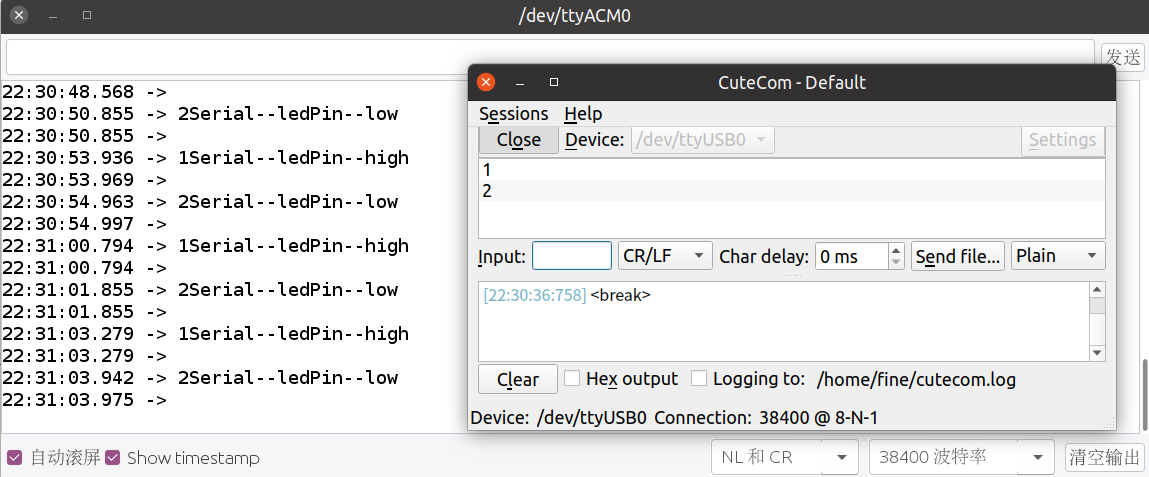 /dev/ttyACM0
发送
22:30:48.568 ->
22:30:50.855 -> 2Serial--ledPin--low
22:30:50.855 ->
22:30:53.936 -> 1Serial--ledPin--high
22:30:53.969 ->
22:30:54.963 -> 2Serial--ledPin--low
22:30:54.997 ->
22:31:00.794 -> 1Serial--ledPin--high
22:31:00.794 ->
22:31:01.855 -> 2Serial--ledPin--low
22:31:01.855 ->
22:31:03.279 -> 1Serial--ledPin--high
22:31:03.279 ->
22:31:03.942 -> 2Serial--ledPin--low
22:31:03.975 ->
CuteCom - Default
Sessions Help
Close Device: /dev/ttyUSB0 Settings
1
2
Input: CR/LF Char delay: 0 ms Send file... Plain
[22:30:36:758] <break>
Clear Hex output Logging to: /home/fine/cutecom.log
Device: /dev/ttyUSB0 Connection: 38400 @ 8-N-1
自动滚屏 Show timestamp NL 和 CR 38400 波特率 清空输出